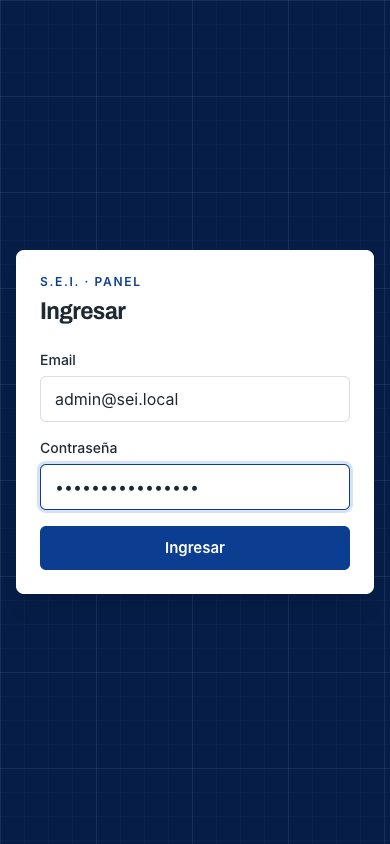 S.E.I. · PANEL
Ingresar
Email
admin@sei.local
Contraseña
••••••••••••••••
Ingresar